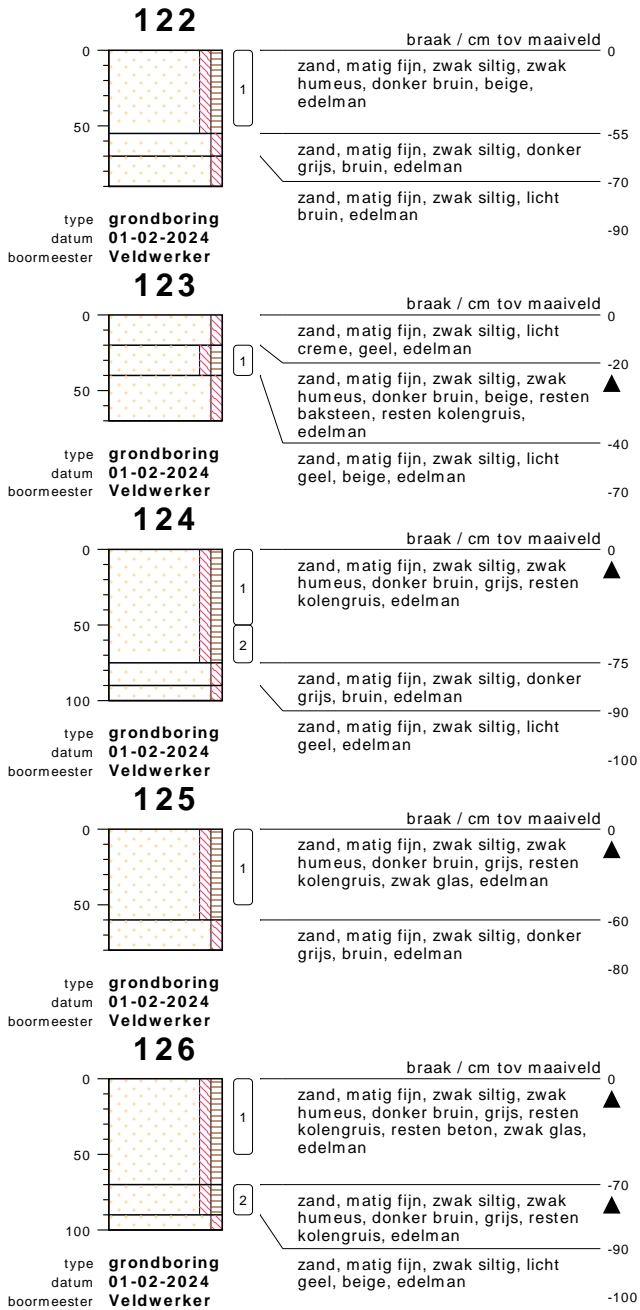 122
braak / cm tov maaiveld
0
0
zand, matig fijn, zwak siltig, zwak
humeus, donker bruin, beige,
edelman
1
50
-55
zand, matig fijn, zwak siltig, donker
grijs, bruin, edelman
-70
zand, matig fijn, zwak siltig, licht
bruin, edelman
-90
type grondboring
datum 01-02-2024
boormeester Veldwerker
123
braak / cm tov maaiveld
0
0
zand, matig fijn, zwak siltig, licht
creme, geel, edelman
-20
1
zand, matig fijn, zwak siltig, zwak
humeus, donker bruin, beige, resten
baksteen, resten kolengruis,
edelman
50
-40
zand, matig fijn, zwak siltig, licht
geel, beige, edelman
-70
type grondboring
datum 01-02-2024
boormeester Veldwerker
124
braak / cm tov maaiveld
0
0
zand, matig fijn, zwak siltig, zwak
humeus, donker bruin, grijs, resten
kolengruis, edelman
1
50
2
-75
zand, matig fijn, zwak siltig, donker
grijs, bruin, edelman
100
-90
zand, matig fijn, zwak siltig, licht
geel, edelman
-100
type grondboring
datum 01-02-2024
boormeester Veldwerker
125
braak / cm tov maaiveld
0
0
zand, matig fijn, zwak siltig, zwak
humeus, donker bruin, grijs, resten
kolengruis, zwak glas, edelman
1
50
-60
zand, matig fijn, zwak siltig, donker
grijs, bruin, edelman
-80
type grondboring
datum 01-02-2024
boormeester Veldwerker
126
braak / cm tov maaiveld
0
0
zand, matig fijn, zwak siltig, zwak
humeus, donker bruin, grijs, resten
kolengruis, resten beton, zwak glas,
edelman
1
50
-70
2
zand, matig fijn, zwak siltig, zwak
humeus, donker bruin, grijs, resten
kolengruis, edelman
100
-90
zand, matig fijn, zwak siltig, licht
geel, beige, edelman
-100
type grondboring
datum 01-02-2024
boormeester Veldwerker